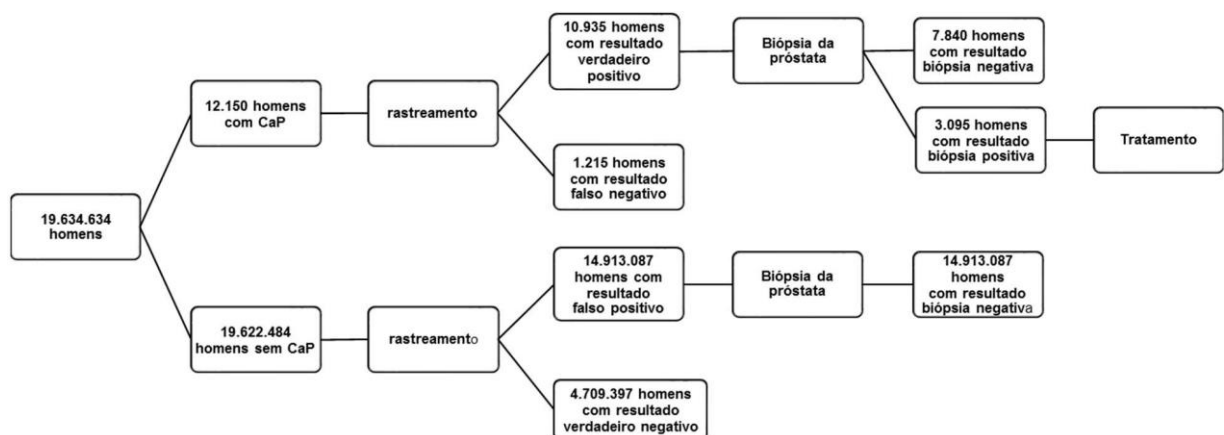 19.634.634
homens
12.150 homens
com CaP
rastreamento
10.935 homens
com resultado
verdadeiro
positivo
Biópsia da
próstata
7.840 homens
com resultado
biópsia negativa
3.095 homens
com resultado
biópsia positiva
Tratamento
1.215 homens
com resultado
falso negativo
19.622.484
homens sem CaP
rastreamento
14.913.087
homens com
resultado
falso positivo
Biópsia da
próstata
14.913.087
homens
com resultado
biópsia negativa
4.709.397 homens
com resultado
verdadeiro negativo